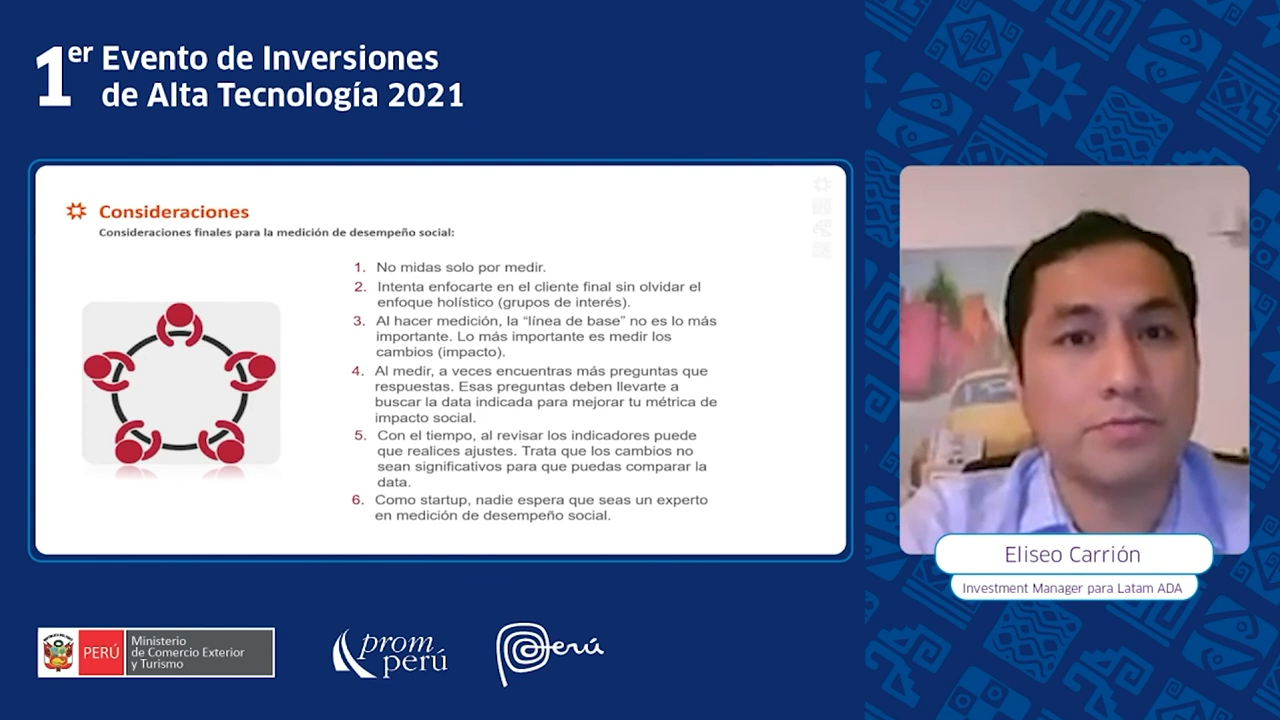 1er Evento de Inversiones
de Alta Tecnología 2021
Consideraciones
Consideraciones finales para la medición de desempeño social:
1. No midas solo por medir.
2. Intenta enfocarte en el cliente final sin olvidar el
enfoque holístico (grupos de interés).
3. Al hacer medición, la “línea de base” no es lo más
importante. Lo más importante es medir los
cambios (impacto).
4. Al medir, a veces encuentras más preguntas que
respuestas. Esas preguntas deben llevarte a
buscar la data indicada para mejorar tu métrica de
impacto social.
5. Con el tiempo, al revisar los indicadores puede
que realices ajustes. Trata que los cambios no
sean significativos para que puedas comparar la
data.
6. Como startup, nadie espera que seas un experto
en medición de desempeño social.
Eliseo Carrión
Investment Manager para Latam ADA
PERÚ
Ministerio
de Comercio Exterior
y Turismo
prom
perú
Perú